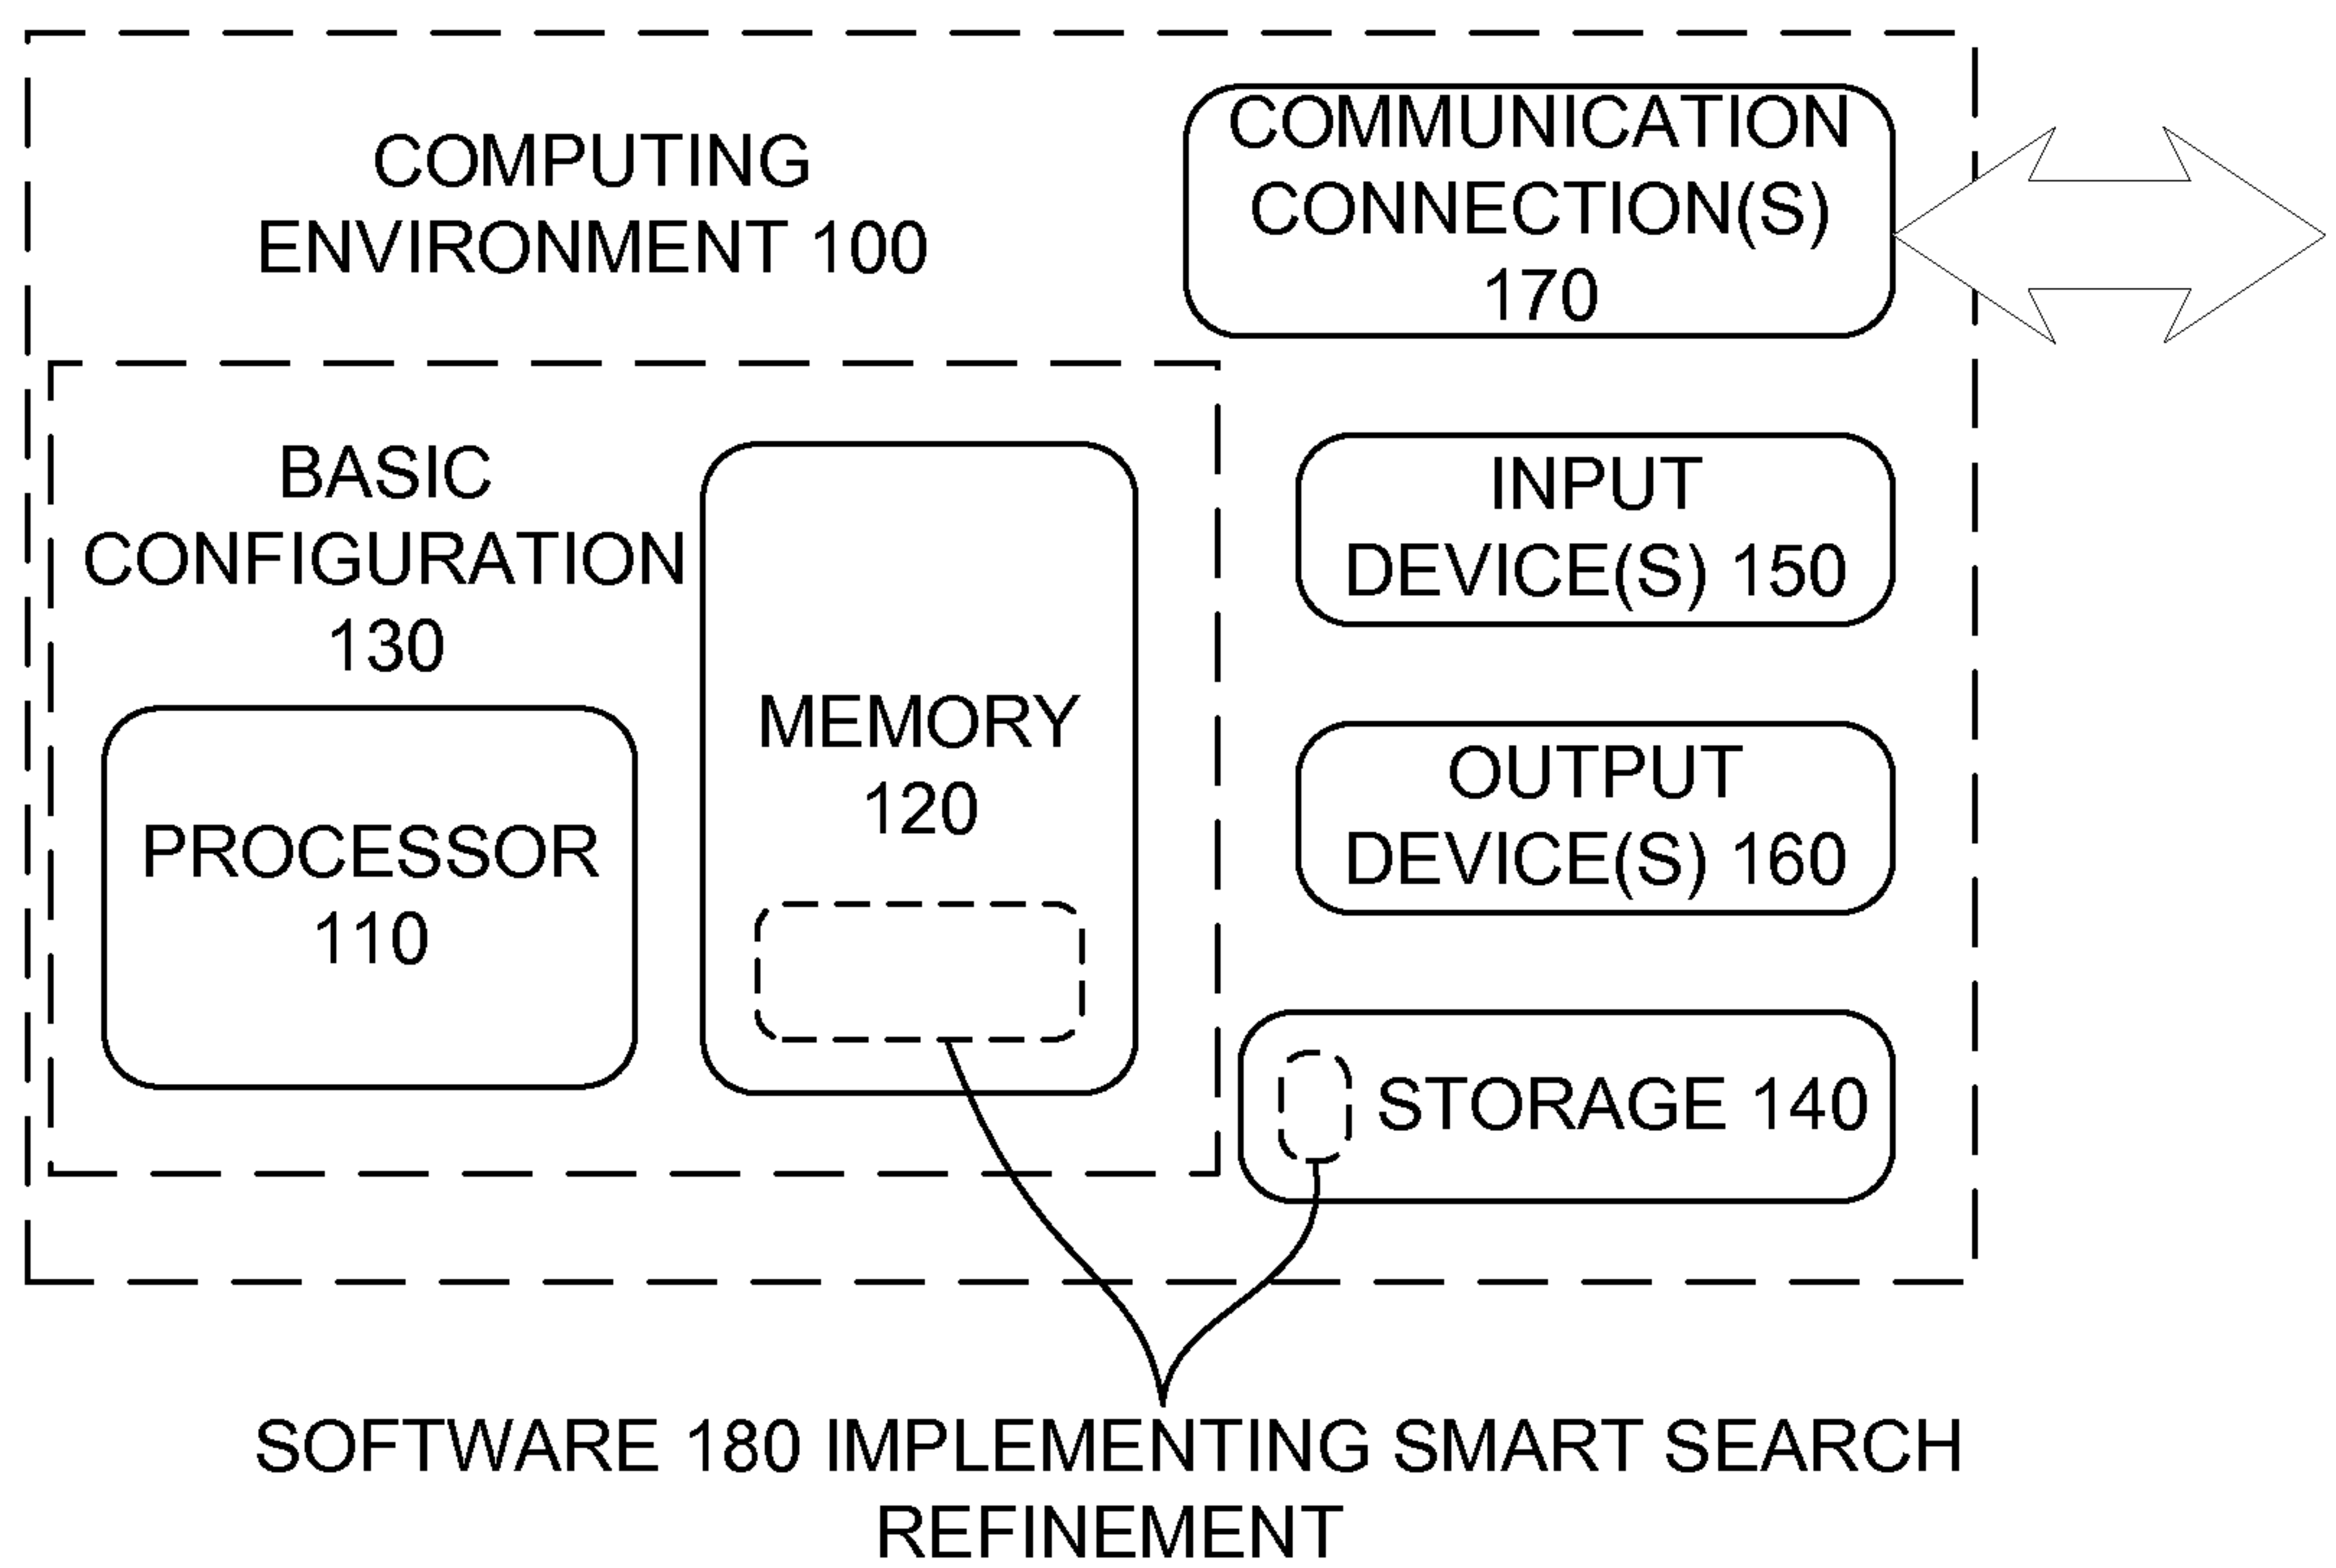 COMPUTING
ENVIRONMENT 100
COMMUNICATION
CONNECTION(S)
170
BASIC
CONFIGURATION
130
PROCESSOR
110
MEMORY
120
INPUT
DEVICE(S) 150
OUTPUT
DEVICE(S) 160
STORAGE 140
SOFTWARE 180 IMPLEMENTING SMART SEARCH
REFINEMENT